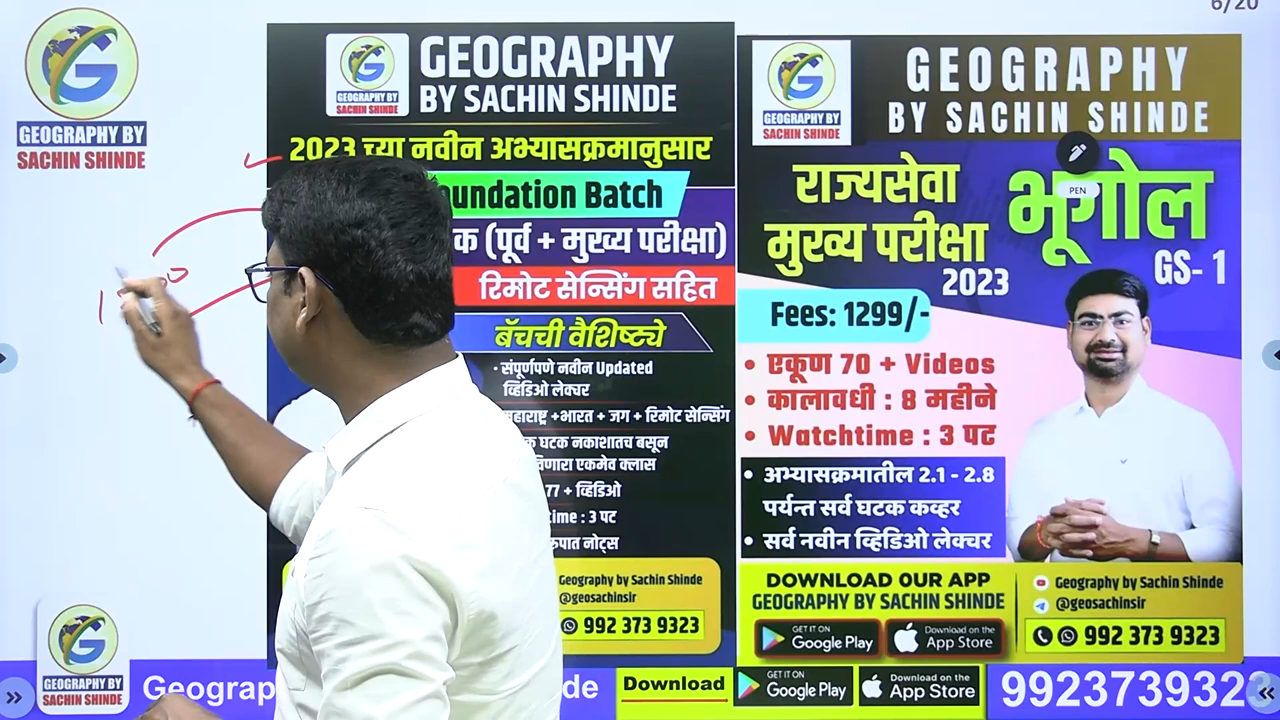 6/20
GEOGRAPHY BY
SACHIN SHINDE
GEOGRAPHY BY
SACHIN SHINDE
GEOGRAPHY
BY SACHIN SHINDE
2023 च्या नवीन अभ्यासक्रमानुसार
Batch
(पूर्व + मुख्य परीक्षा)
रिमोट सेन्सिंग सहित
बॅचची वैशिष्ट्ये
• संपूर्णपणे नवीन Updated
व्हिडिओ लेक्चर
+भारत + जग + रिमोट सेन्सिंग
घटक नकाशातच बसून
एकमेव क्लास
77 + व्हिडिओ
: 3 पट
नोट्स
Geography by Sachin Shinde
@geosachinsir
992 373 9323
GEOGRAPHY BY
SACHIN SHINDE
GEOGRAPHY
BY SACHIN SHINDE
PEN
राज्यसेवा
मुख्य परीक्षा
2023
भूगोल
GS- 1
Fees: 1299/-
• एकूण 70 + Videos
• कालावधी : 8 महीने
• Watchtime : 3 पट
• अभ्यासक्रमातील 2.1 - 2.8
पर्यन्त सर्व घटक कव्हर
• सर्व नवीन व्हिडिओ लेक्चर
DOWNLOAD OUR APP
GEOGRAPHY BY SACHIN SHINDE
GET IT ON
Google Play
Download on the
App Store
Geography by Sachin Shinde
@geosachinsir
992 373 9323
GEOGRAPHY BY
SACHIN SHINDE
Download
GET IT ON
Google Play
Download on the
App Store
992373932